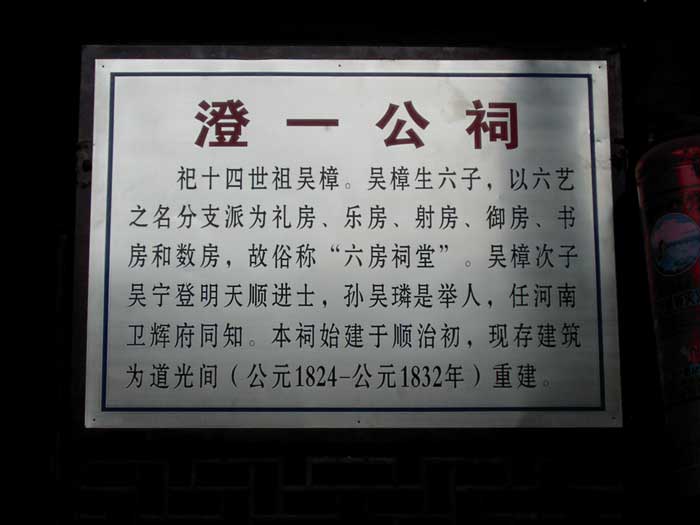 澄一公祠
祀十四世祖吴樟。吴樟生六子，以六艺
之名分支派为礼房、乐房、射房、御房、书
房和数房，故俗称“六房祠堂”。吴樟次子
吴宁登明天顺进士，孙吴璘是举人，任河南
卫辉府同知。本祠始建于顺治初，现存建筑
为道光间（公元1824-公元1832年）重建。